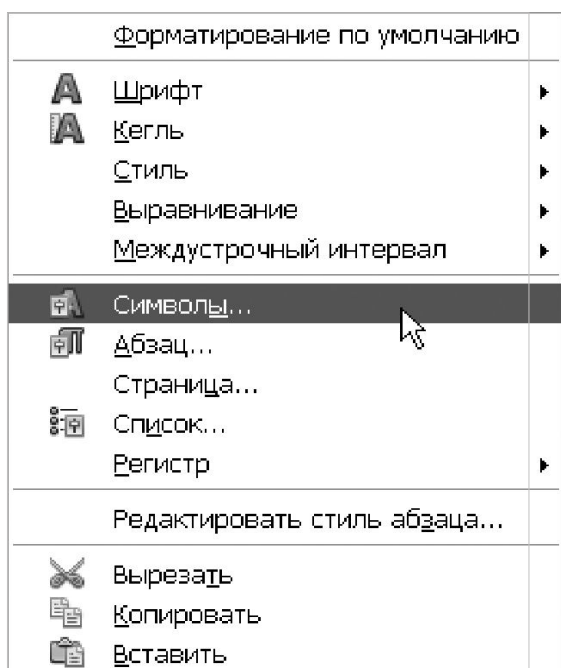 Форматирование по умолчанию
Шрифт
Кегль
Стиль
Выравнивание
Междустрочный интервал
Символы...
Абзац...
Страница...
Список...
Регистр
Редактировать стиль абзаца...
Вырезать
Копировать
Вставить